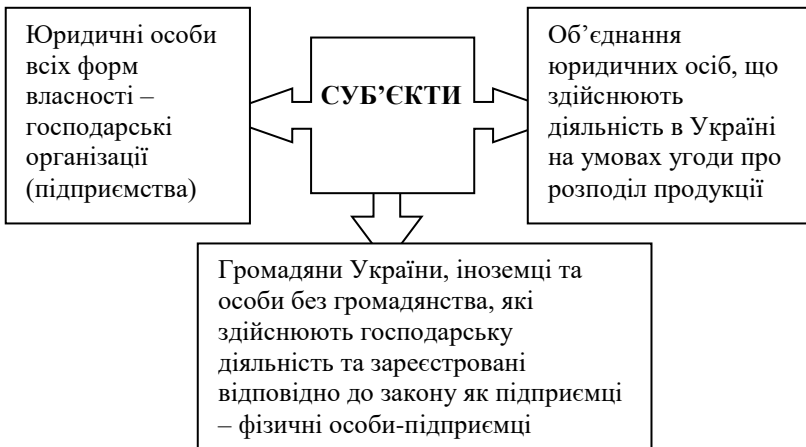 Юридичні особи
всіх форм
власності –
господарські
організації
(підприємства)
СУБ’ЄКТИ
Об’єднання
юридичних осіб, що
здійснюють
діяльність в Україні
на умовах угоди про
розподіл продукції
Громадяни України, іноземці та
особи без громадянства, які
здійснюють господарську
діяльність та зареєстровані
відповідно до закону як підприємці
– фізичні особи-підприємці